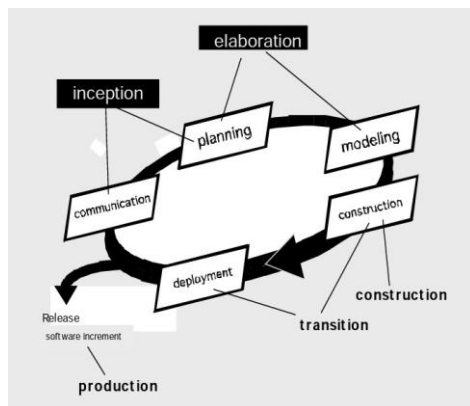 elaboration
inception
planning
modeling
communication
construction
deployment
construction
transition
Release
software increment
production